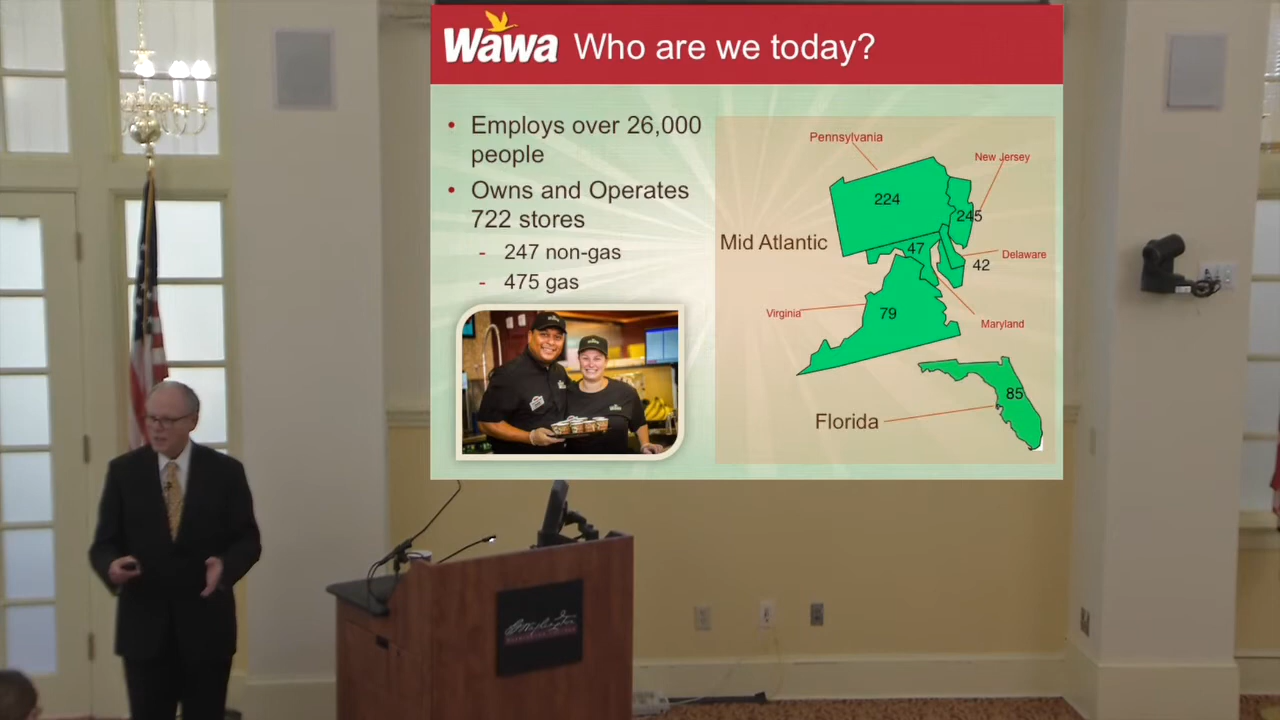 Wawa Who are we today?
• Employs over 26,000
people
• Owns and Operates
722 stores
- 247 non-gas
- 475 gas
Pennsylvania
New Jersey
224
245
Mid Atlantic
47
Delaware
42
Virginia
79
Maryland
85
Florida
Washington